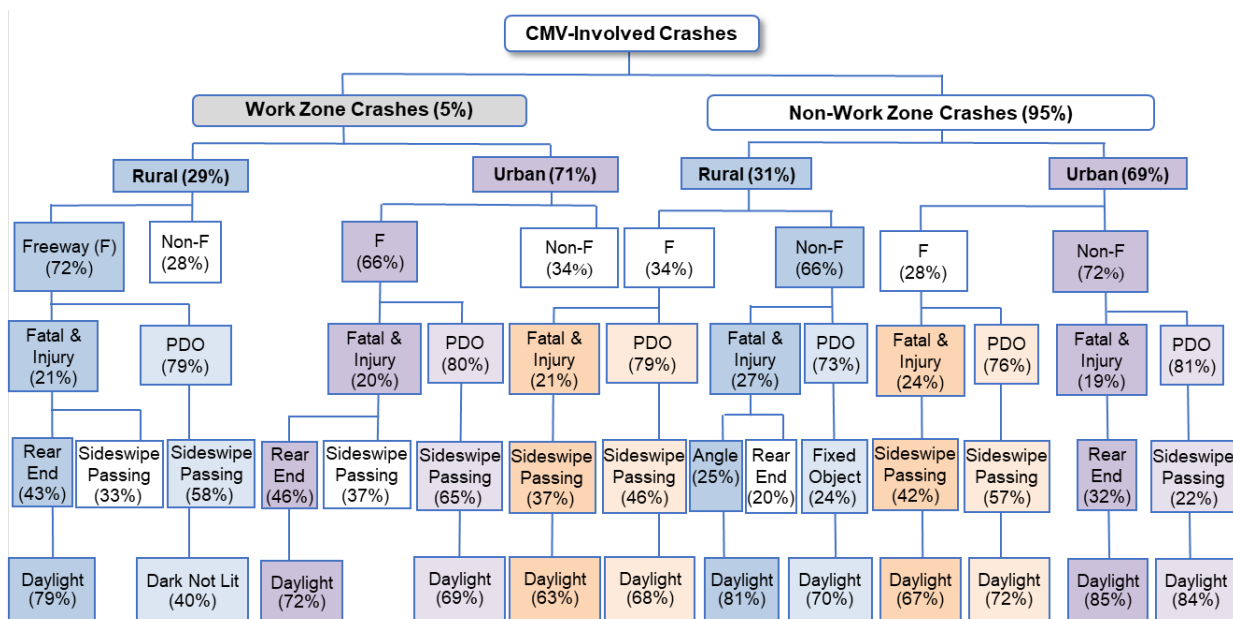 CMV-Involved Crashes
Work Zone Crashes (5%)
Non-Work Zone Crashes (95%)
Rural (29%)
Urban (71%)
Rural (31%)
Urban (69%)
Freeway (F)
(72%)
Non-F
(28%)
F
(66%)
Non-F
(34%)
F
(34%)
Non-F
(66%)
F
(28%)
Non-F
(72%)
Fatal &
Injury
(21%)
PDO
(79%)
Fatal &
Injury
(20%)
PDO
(80%)
Fatal &
Injury
(21%)
PDO
(79%)
Fatal &
Injury
(27%)
PDO
(73%)
Fatal &
Injury
(24%)
PDO
(76%)
Fatal &
Injury
(19%)
PDO
(81%)
Rear
End
(43%)
Sideswipe
Passing
(33%)
Sideswipe
Passing
(58%)
Rear
End
(46%)
Sideswipe
Passing
(37%)
Sideswipe
Passing
(65%)
Sideswipe
Passing
(37%)
Sideswipe
Passing
(46%)
Angle
(25%)
Rear
End
(20%)
Fixed
Object
(24%)
Sideswipe
Passing
(42%)
Sideswipe
Passing
(57%)
Rear
End
(32%)
Sideswipe
Passing
(22%)
Daylight
(79%)
Dark Not Lit
(40%)
Daylight
(72%)
Daylight
(69%)
Daylight
(63%)
Daylight
(68%)
Daylight
(81%)
Daylight
(70%)
Daylight
(67%)
Daylight
(72%)
Daylight
(85%)
Daylight
(84%)